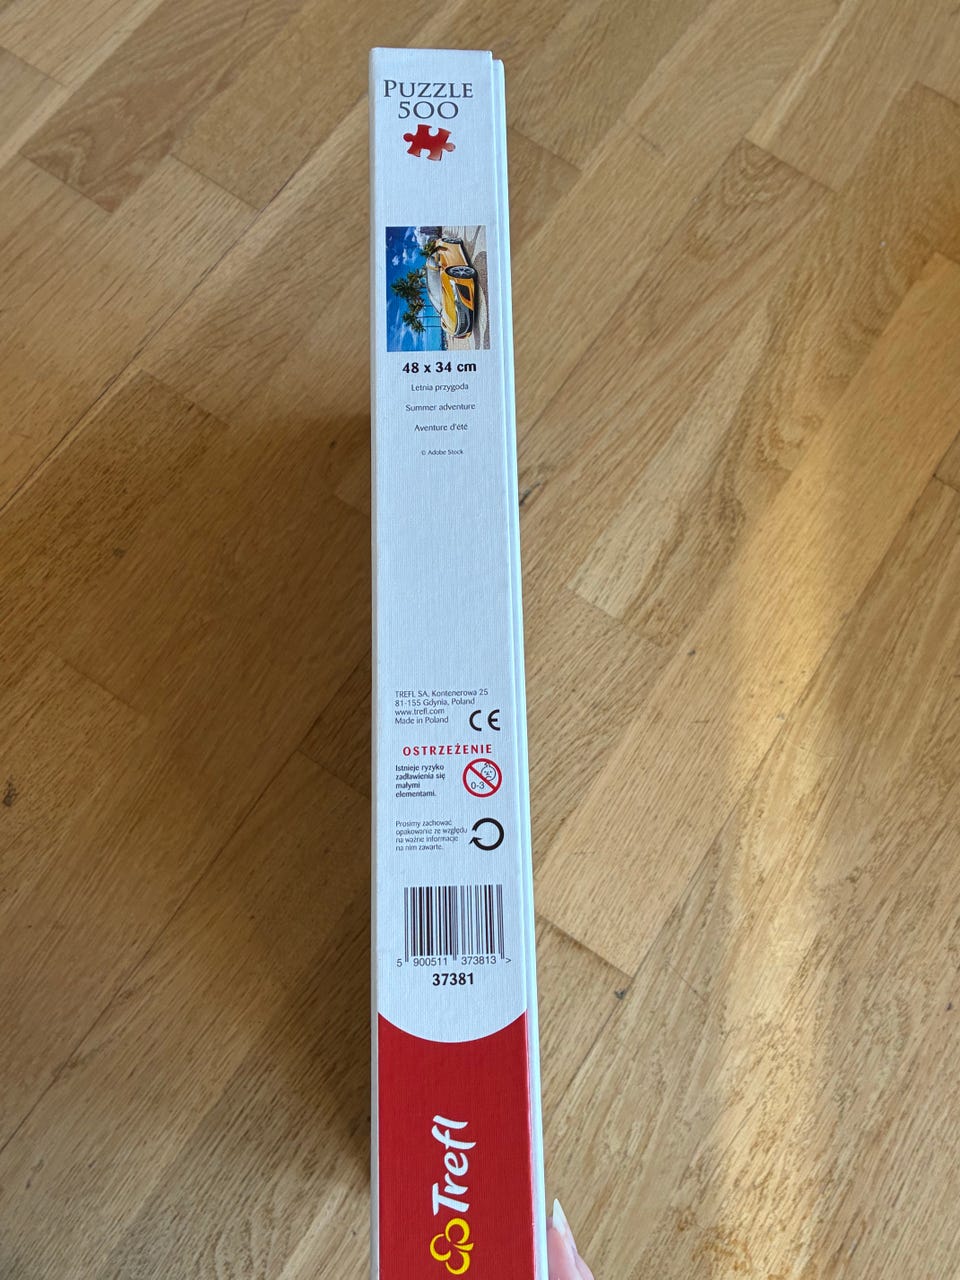 PUZZLE
500
48 x 34 cm
Letnia przygoda
Summer adventure
Aventure d'été
© Adobe Stock
TREFL SA, Kontenerowa 25
81-155 Gdynia, Poland
www.trefl.com
Made in Poland
CE
OSTRZEŻENIE
Istnieje ryzyko
zadławienia się
małymi
elementami.
0-3
Prosimy zachować
opakowanie ze względu
na ważne informacje
na nim zawarte.
5 900511 373813 >
37381
Trefl